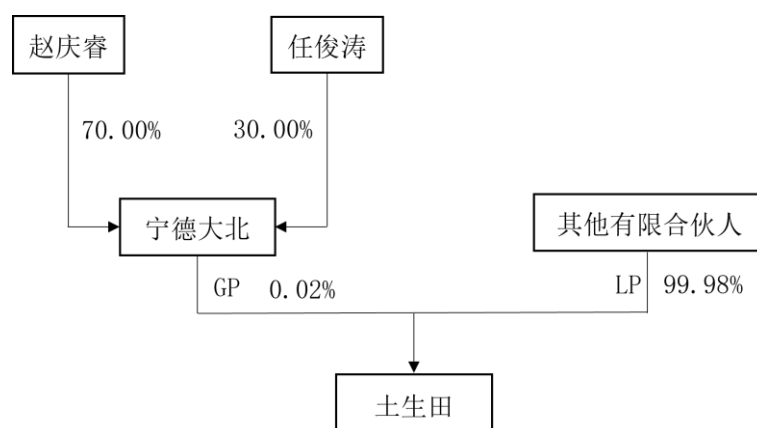 赵庆睿
任俊涛
70.00%
30.00%
宁德大北
其他有限合伙人
GP 0.02%
LP 99.98%
土生田